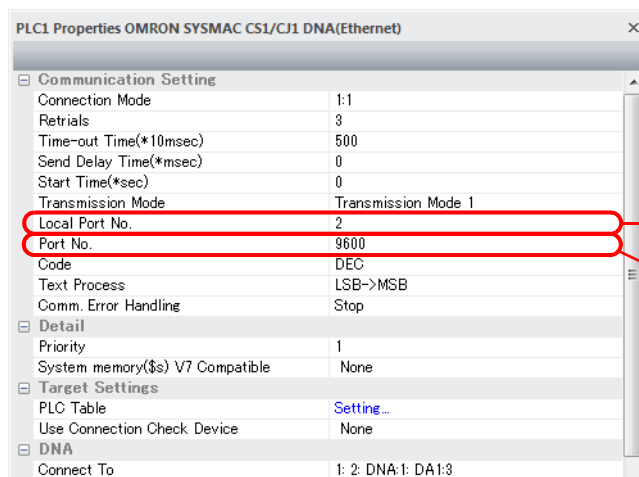 PLC1 Properties OMRON SYSMAC CS1/CJ1 DNA(Ethernet)
Communication Setting
Connection Mode 1:1
Retrials 3
Time-out Time(*10msec) 500
Send Delay Time(*msec) 0
Start Time(*sec) 0
Transmission Mode Transmission Mode 1
Local Port No. 2
Port No. 9600
Code DEC
Text Process LSB->MSB
Comm. Error Handling Stop
Detail
Priority 1
System memory($s) V7 Compatible None
Target Settings
PLC Table Setting...
Use Connection Check Device None
DNA
Connect To 1: 2: DNA:1: DA1:3